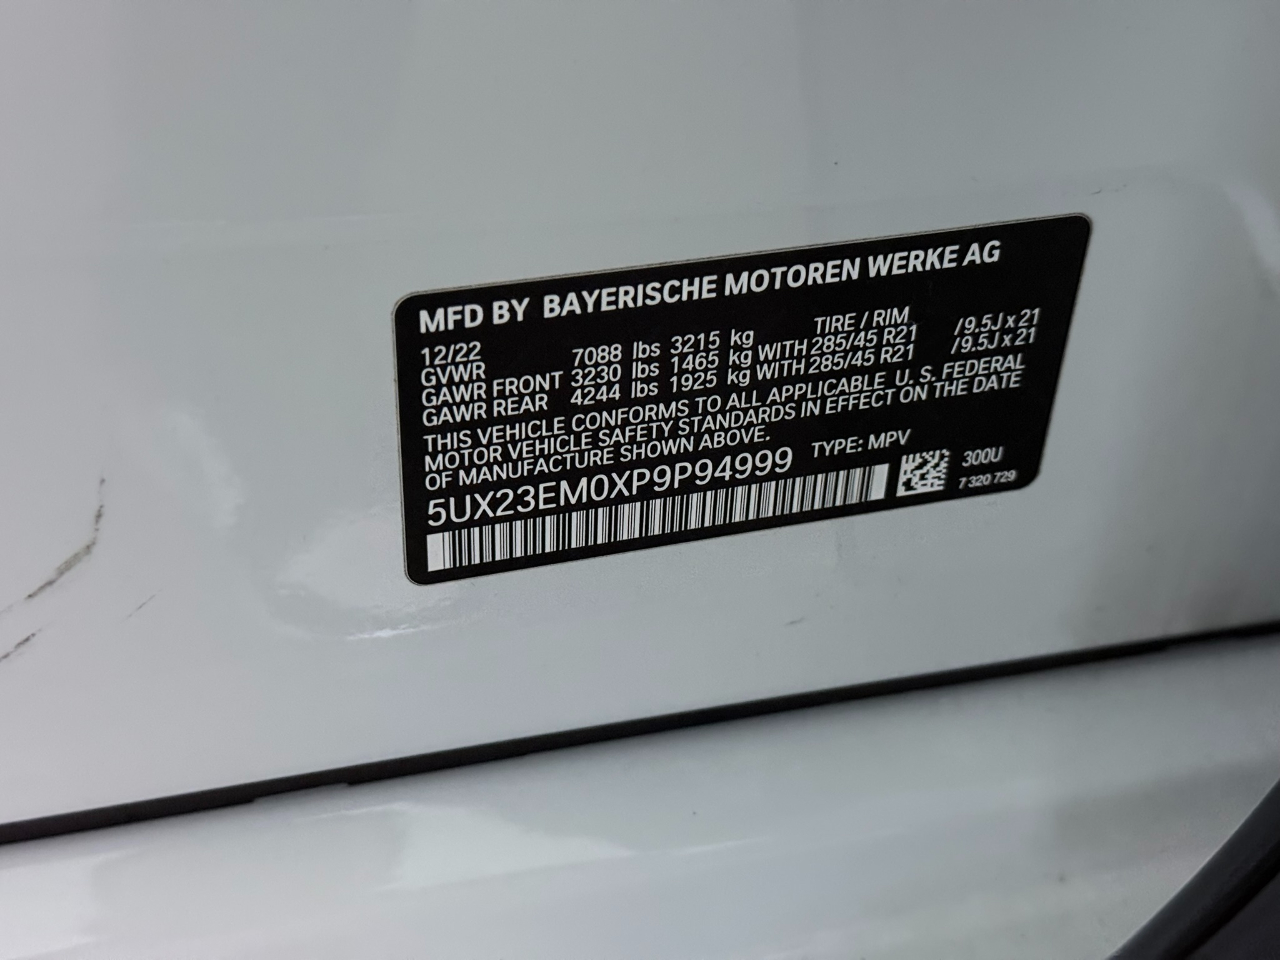 MFD BY BAYERISCHE MOTOREN WERKE AG
12/22 TIRE / RIM
GVWR 7088 lbs 3215 kg
GAWR FRONT 3230 lbs 1465 kg WITH 285/45 R21 /9.5J x 21
GAWR REAR 4244 lbs 1925 kg WITH 285/45 R21 /9.5J x 21
THIS VEHICLE CONFORMS TO ALL APPLICABLE U. S. FEDERAL
MOTOR VEHICLE SAFETY STANDARDS IN EFFECT ON THE DATE
OF MANUFACTURE SHOWN ABOVE.
5UX23EM0XP9P94999 TYPE: MPV
300U
7 320 729